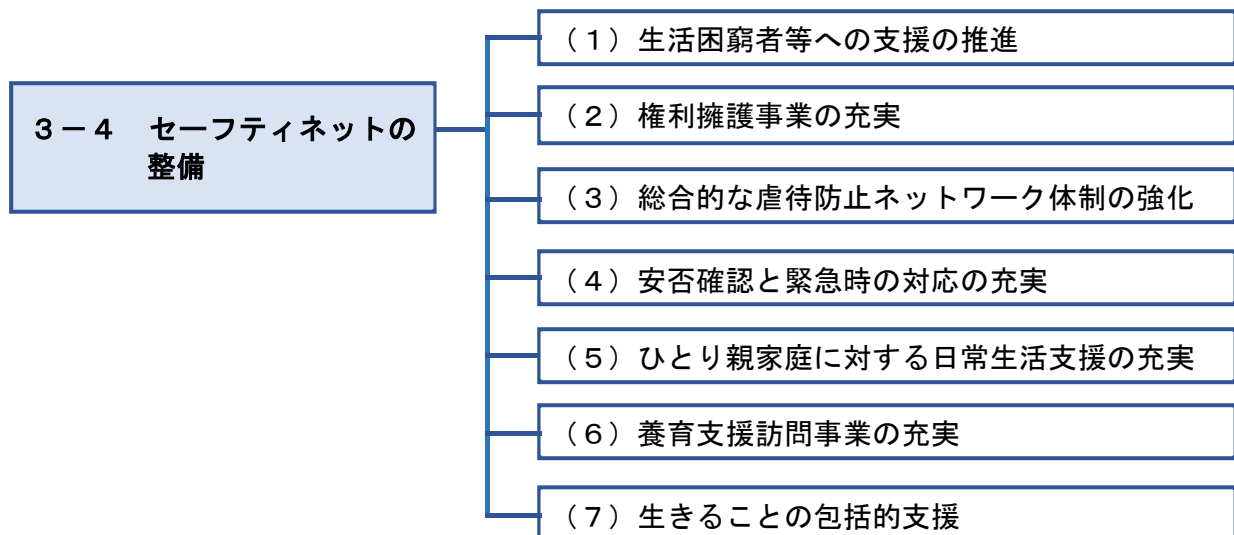 ３－４　セーフティネットの
整備
（１）生活困窮者等への支援の推進
（２）権利擁護事業の充実
（３）総合的な虐待防止ネットワーク体制の強化
（４）安否確認と緊急時の対応の充実
（５）ひとり親家庭に対する日常生活支援の充実
（６）養育支援訪問事業の充実
（７）生きることの包括的支援